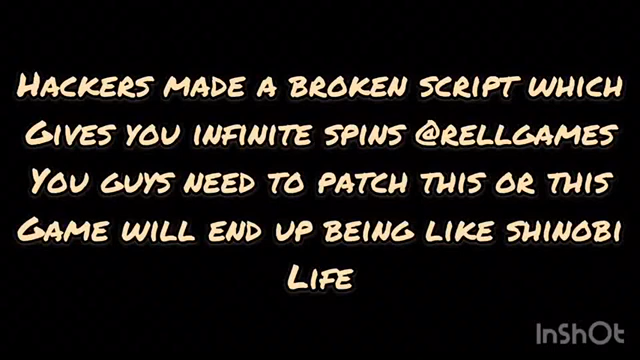 HACKERS MADE A BROKEN SCRIPT WHICH
GIVES YOU INFINITE SPINS @RELLGAMES
YOU GUYS NEED TO PATCH THIS OR THIS
GAME WILL END UP BEING LIKE SHINOBI
LIFE
InShOt